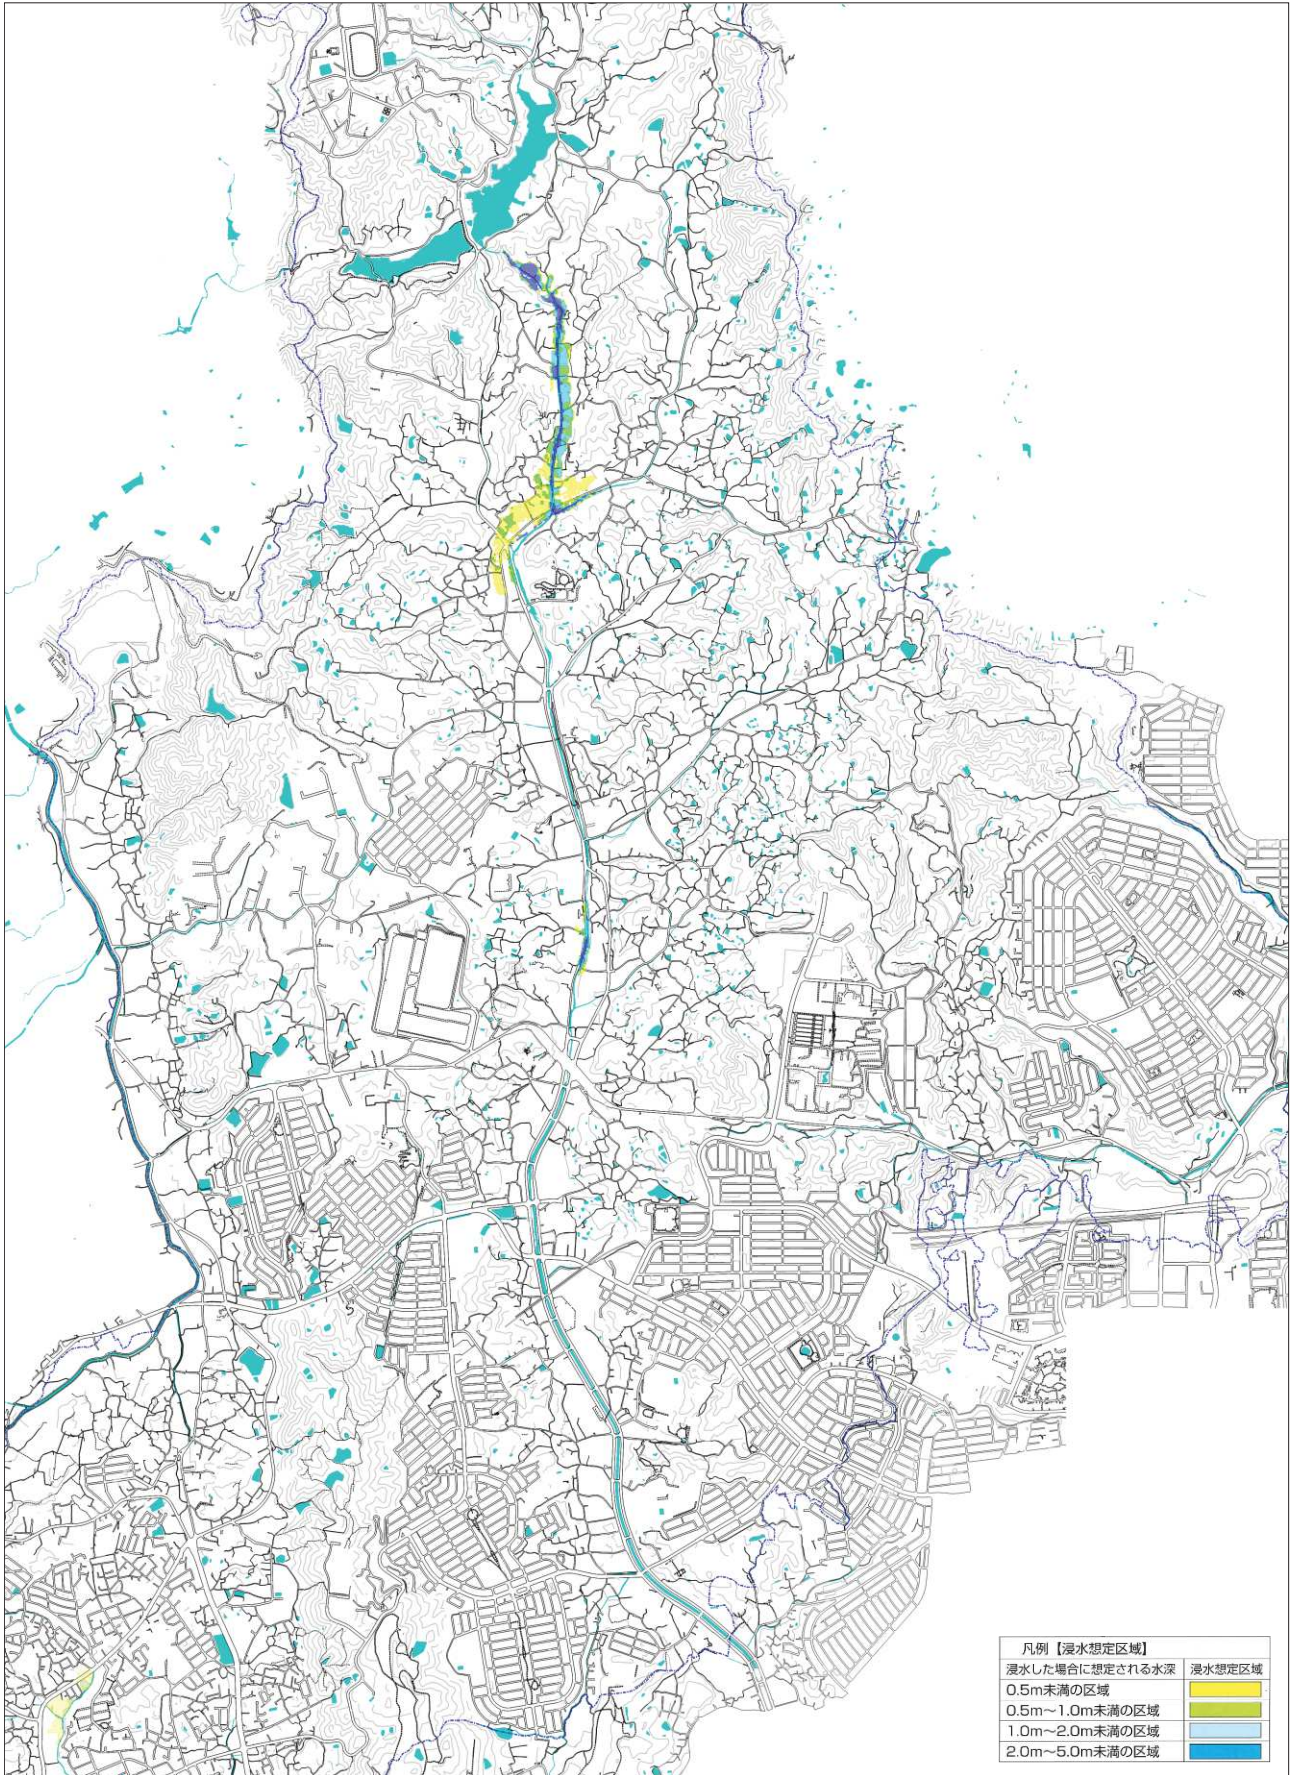 凡例【浸水想定区域】
浸水した場合に想定される水深 浸水想定区域
0.5m未満の区域
0.5m〜1.0m未満の区域
1.0m〜2.0m未満の区域
2.0m〜5.0m未満の区域